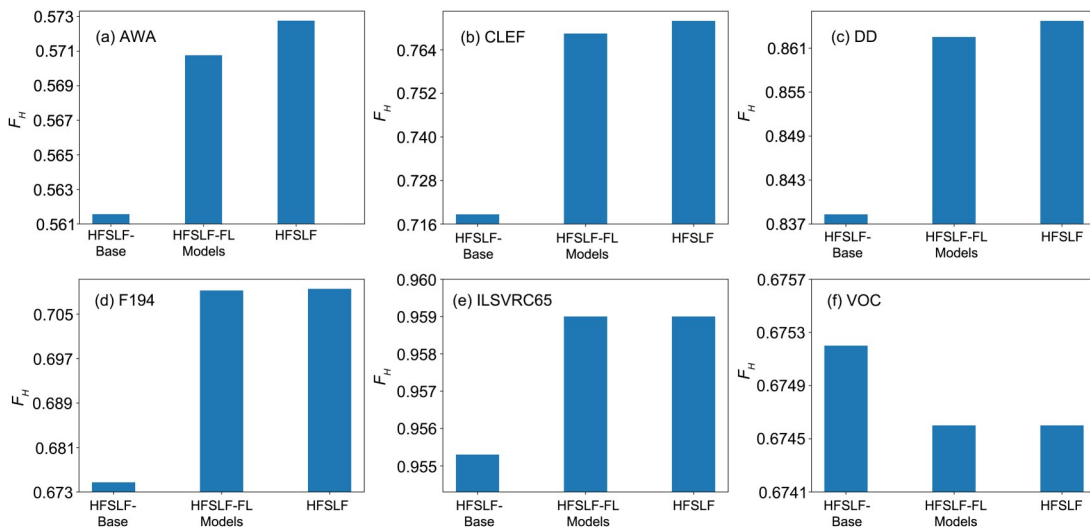 (a) AWA
F_H
0.573
0.571
0.569
0.567
0.565
0.563
0.561
HFSLF-
Base
HFSLF-FL
Models
HFSLF
(b) CLEF
F_H
0.764
0.752
0.740
0.728
0.716
HFSLF-
Base
HFSLF-FL
Models
HFSLF
(c) DD
F_H
0.861
0.855
0.849
0.843
0.837
HFSLF-
Base
HFSLF-FL
Models
HFSLF
(d) F194
F_H
0.705
0.697
0.689
0.681
0.673
HFSLF-
Base
HFSLF-FL
Models
HFSLF
(e) ILSVRC65
F_H
0.960
0.959
0.958
0.957
0.956
0.955
HFSLF-
Base
HFSLF-FL
Models
HFSLF
(f) VOC
F_H
0.6757
0.6753
0.6749
0.6745
0.6741
HFSLF-
Base
HFSLF-FL
Models
HFSLF